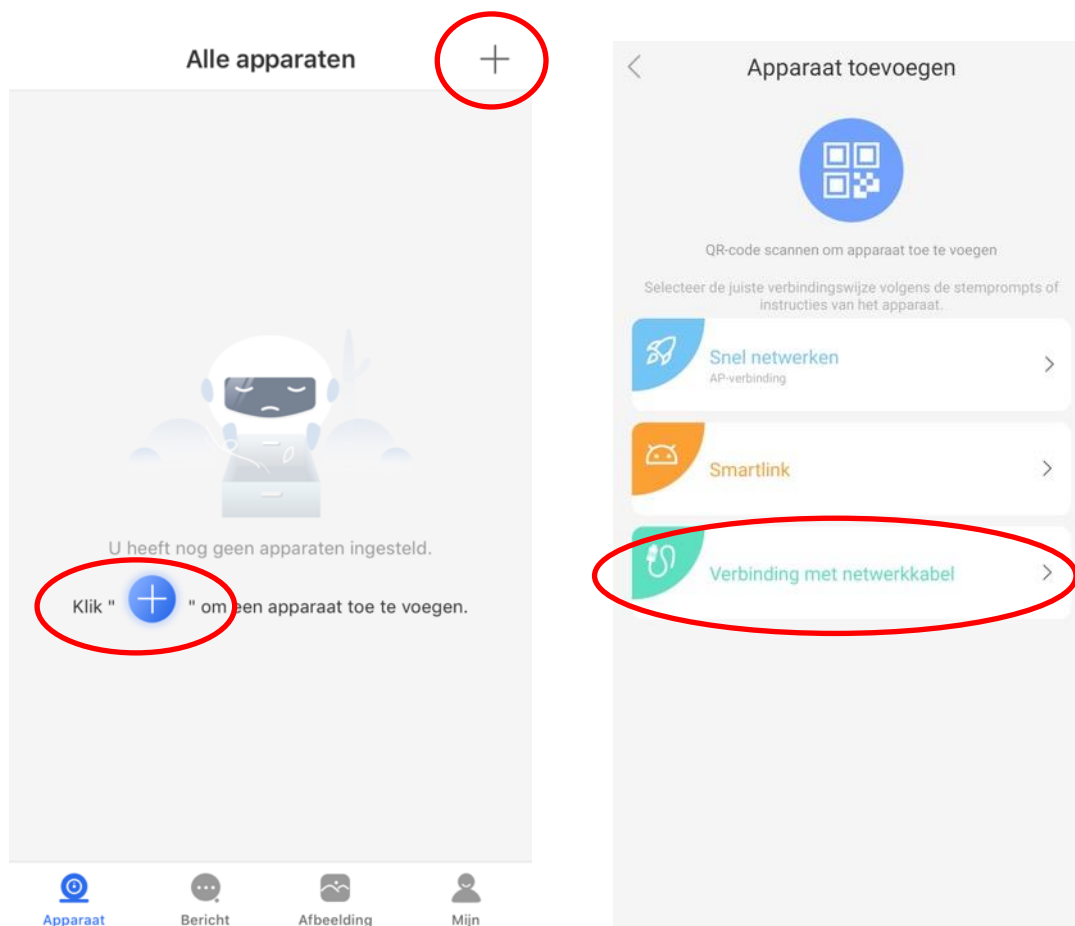 Alle apparaten
U heeft nog geen apparaten ingesteld.
Klik " " om een apparaat toe te voegen.
Apparaat Bericht Afbeelding Mijn
Apparaat toevoegen
QR-code scannen om apparaat toe te voegen
Selecteer de juiste verbindingswijze volgens de stemprompts of
instructies van het apparaat.
Snel netwerken
AP-verbinding
Smartlink
Verbinding met netwerkkabel